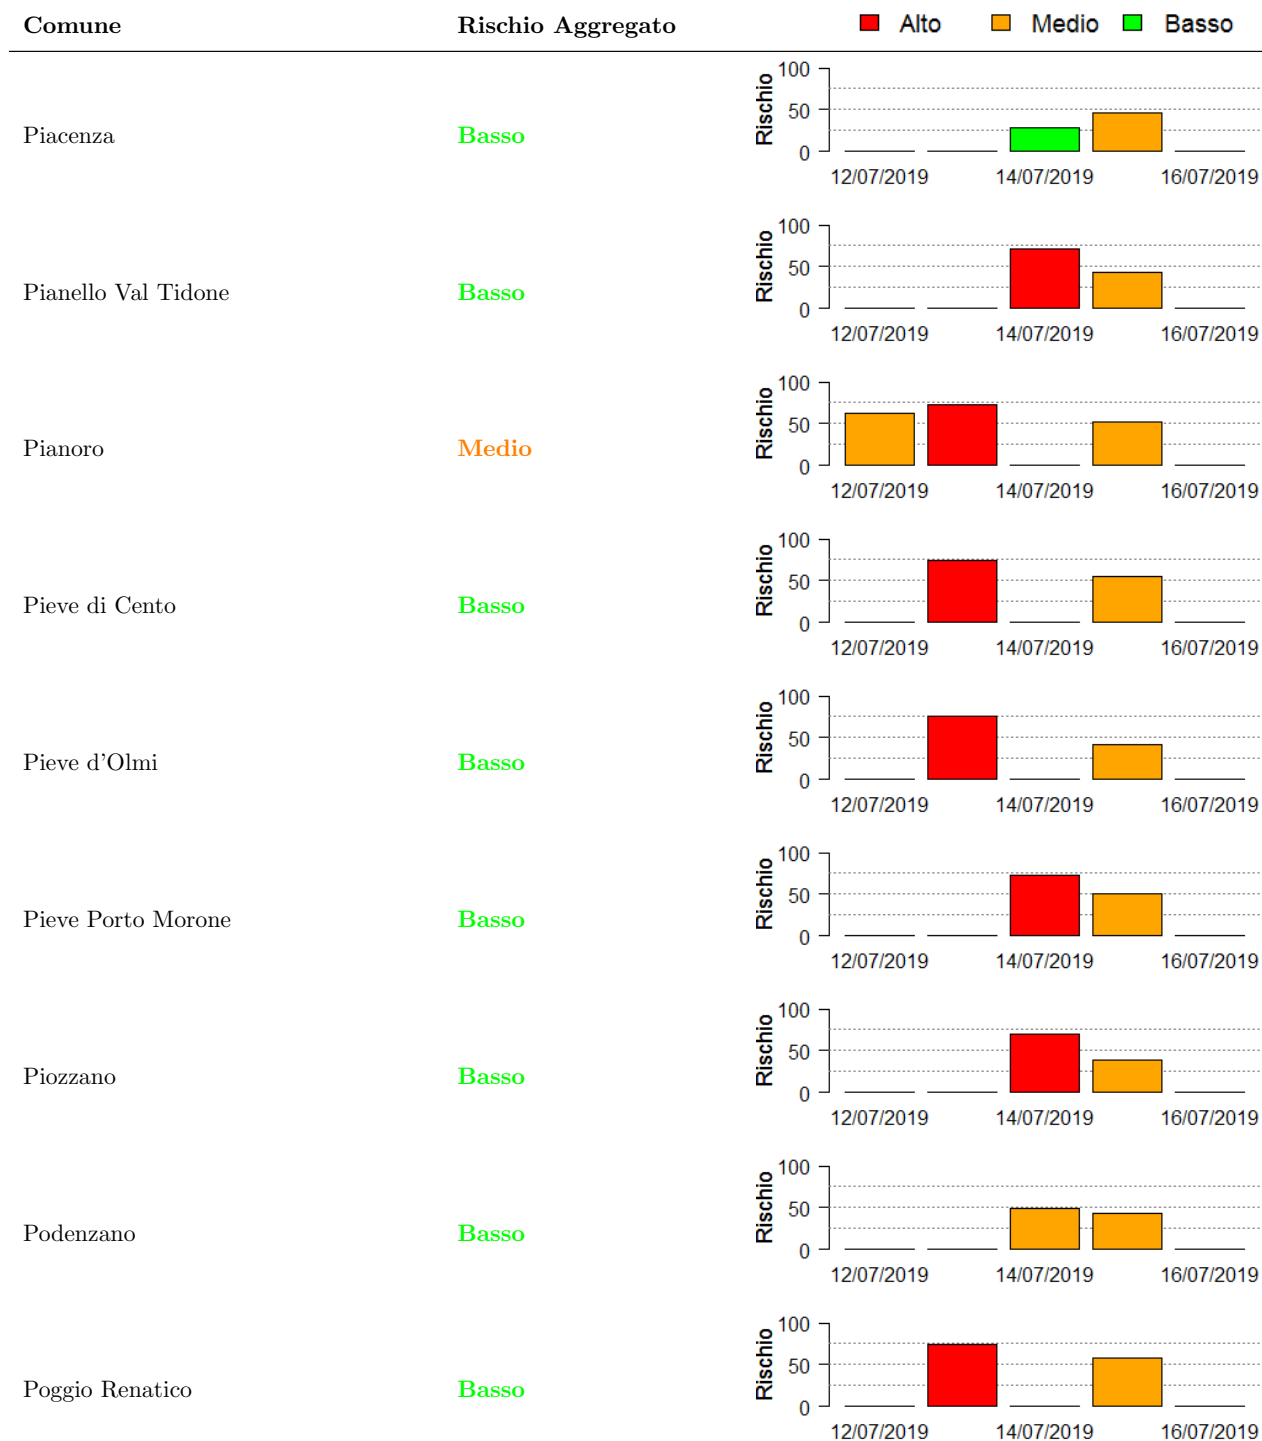 Comune Rischio Aggregato Alto Medio Basso
Piacenza Basso
Rischio
100
50
0
12/07/2019 14/07/2019 16/07/2019
Pianello Val Tidone Basso
Rischio
100
50
0
12/07/2019 14/07/2019 16/07/2019
Pianoro Medio
Rischio
100
50
0
12/07/2019 14/07/2019 16/07/2019
Pieve di Cento Basso
Rischio
100
50
0
12/07/2019 14/07/2019 16/07/2019
Pieve d'Olmi Basso
Rischio
100
50
0
12/07/2019 14/07/2019 16/07/2019
Pieve Porto Morone Basso
Rischio
100
50
0
12/07/2019 14/07/2019 16/07/2019
Piozzano Basso
Rischio
100
50
0
12/07/2019 14/07/2019 16/07/2019
Podenzano Basso
Rischio
100
50
0
12/07/2019 14/07/2019 16/07/2019
Poggio Renatico Basso
Rischio
100
50
0
12/07/2019 14/07/2019 16/07/2019